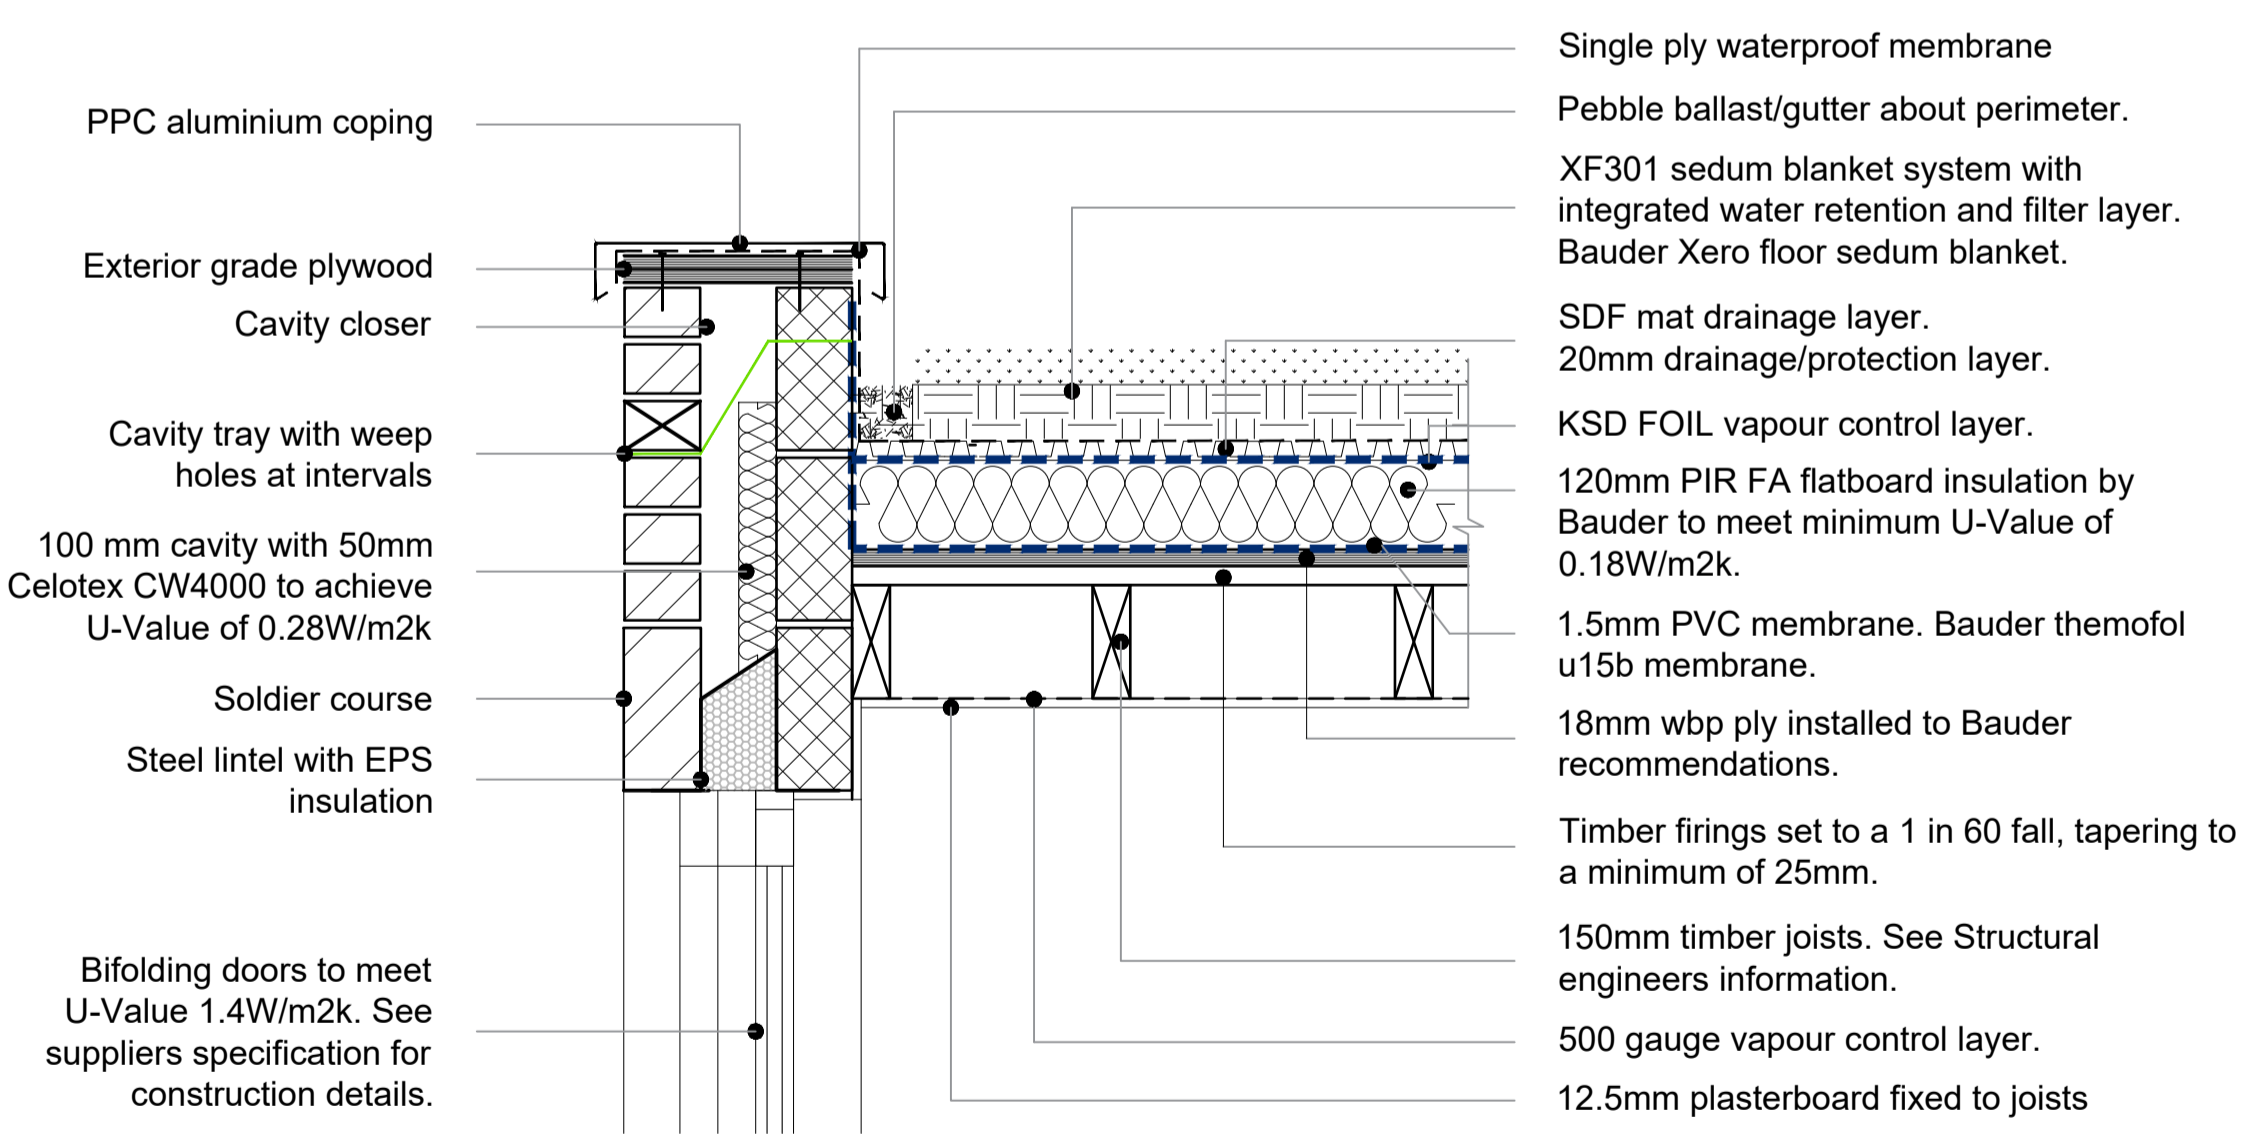 PPC aluminium coping
Exterior grade plywood
Cavity closer
Cavity tray with weep
holes at intervals
100 mm cavity with 50mm
Celotex CW4000 to achieve
U-Value of 0.28W/m2k
Soldier course
Steel lintel with EPS
insulation
Bifolding doors to meet
U-Value 1.4W/m2k. See
suppliers specification for
construction details.
Single ply waterproof membrane
Pebble ballast/gutter about perimeter.
XF301 sedum blanket system with
integrated water retention and filter layer.
Bauder Xero floor sedum blanket.
SDF mat drainage layer.
20mm drainage/protection layer.
KSD FOIL vapour control layer.
120mm PIR FA flatboard insulation by
Bauder to meet minimum U-Value of
0.18W/m2k.
1.5mm PVC membrane. Bauder themofol
u15b membrane.
18mm wbp ply installed to Bauder
recommendations.
Timber firings set to a 1 in 60 fall, tapering to
a minimum of 25mm.
150mm timber joists. See Structural
engineers information.
500 gauge vapour control layer.
12.5mm plasterboard fixed to joists